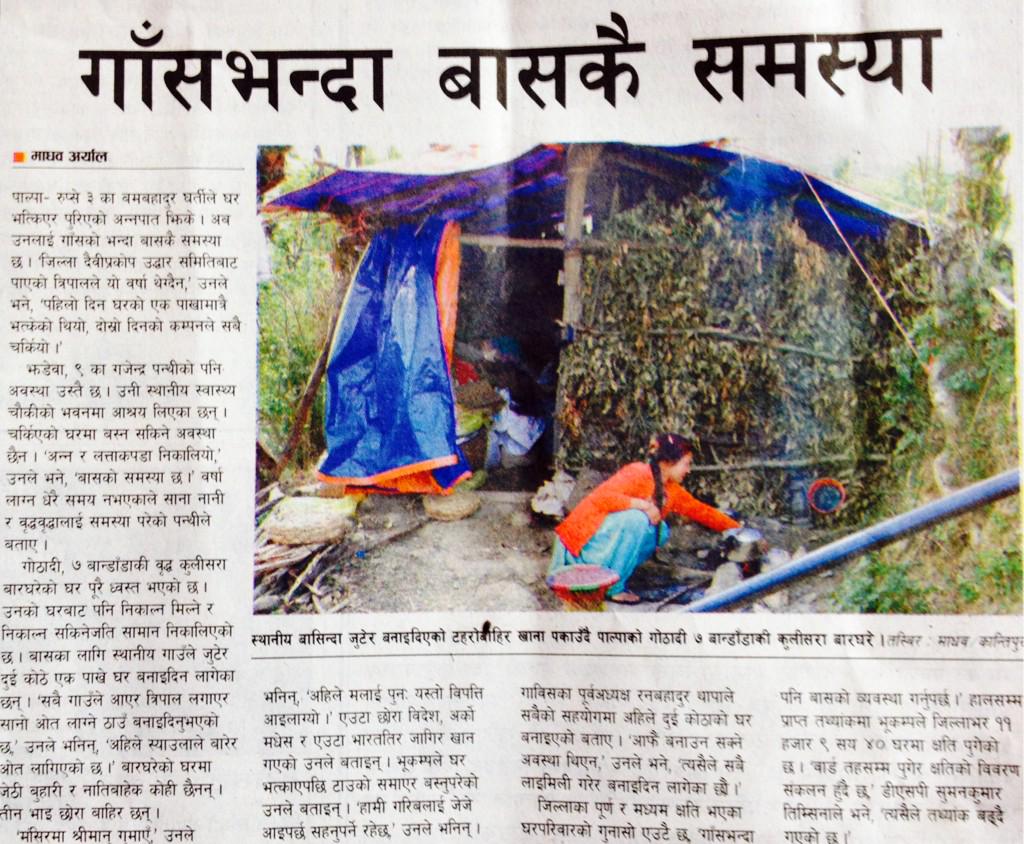 गाँसभन्दा बासकै समस्या
माधव अर्याल
पाल्पा- रुप्से ३ का बमबहादुर घर्तीले घर
भत्किएर पुरिएको अन्नपात झिके । अब
उनलाई गाँसको भन्दा बासकै समस्या
छ । 'जिल्ला दैवीप्रकोप उद्धार समितिबाट
पाएको त्रिपालले यो वर्षा थेग्दैन,' उनले
भने, 'पहिलो दिन घरको एक पाखामात्रै
भत्केको थियो, दोस्रो दिनको कम्पनले सबै
चर्कियो ।'
झडेवा, ९ का गजेन्द्र पन्थीको पनि
अवस्था उस्तै छ । उनी स्थानीय स्वास्थ्य
चौकीको भवनमा आश्रय लिएका छन् ।
चर्किएको घरमा बस्न सकिने अवस्था
छैन । 'अन्न र लत्ताकपडा निकालियो,'
उनले भने, 'बासको समस्या छ ।' वर्षा
लाग्न धेरै समय नभएकाले साना नानी
र वृद्धवृद्धालाई समस्या परेको पन्थीले
बताए ।
गोठादी, ७ बान्डाँडाकी वृद्ध कुलीसरा
बारघरेको घर पूरै ध्वस्त भएको छ ।
उनको घरबाट पनि निकाल्न मिल्ने र
निकाल्न सकिनेजति सामान निकालिएको
छ । बासका लागि स्थानीय गाउँले जुटेर
दुई कोठे एक पाखे घर बनाइदिन लागेका
छन् । 'सबै गाउँले आएर त्रिपाल लगाएर
सानो ओत लाग्ने ठाउँ बनाइदिनुभएको
छ,' उनले भनिन्, 'अहिले स्याउलाले बारेर
ओत लागिएको छ ।' बारघरेको घरमा
जेठी बुहारी र नातिबाहेक कोही छैनन् ।
तीन भाइ छोरा बाहिर छन् ।
'मंसिरमा श्रीमान् गुमाएँ,' उनले
स्थानीय बासिन्दा जुटेर बनाइदिएको टहरोबाहिर खाना पकाउँदै पाल्पाको गोठादी ७ बान्डाँडाकी कुलीसरा बारघरे । तस्बिर : माधव/कान्तिपुर
भनिन्, 'अहिले मलाई पुनः यस्तो विपत्ति
आइलाग्यो ।' एउटा छोरा विदेश, अर्को
मधेस र एउटा भारततिर जागिर खान
गएको उनले बताइन् । भूकम्पले घर
भत्काएपछि टाउको समाएर बस्नुपरेको
उनले बताइन् । 'हामी गरिबलाई जेजे
आइपर्छ सहनुपर्ने रहेछ,' उनले भनिन् ।
गाविसका पूर्वअध्यक्ष रनबहादुर थापाले
सबैको सहयोगमा अहिले दुई कोठाको घर
बनाइएको बताए । 'आफैं बनाउन सक्ने
अवस्था थिएन,' उनले भने, 'त्यसैले सबै
लाइमिली गरेर बनाइदिन लागेका छौं ।'
जिल्लाका पूर्ण र मध्यम क्षति भएका
घरपरिवारको गुनासो एउटै छ, 'गाँसभन्दा
पनि बासको व्यवस्था गर्नुपर्छ ।' हालसम्म
प्राप्त तथ्यांकमा भूकम्पले जिल्लाभर ११
हजार ९ सय ४० घरमा क्षति पुगेको
छ । 'वार्ड तहसम्म पुगेर क्षतिको विवरण
संकलन हुँदै छ,' डीएसपी सुमनकुमार
तिम्सिनाले भने, 'त्यसैले तथ्यांक बढ्दै
गएको छ ।'